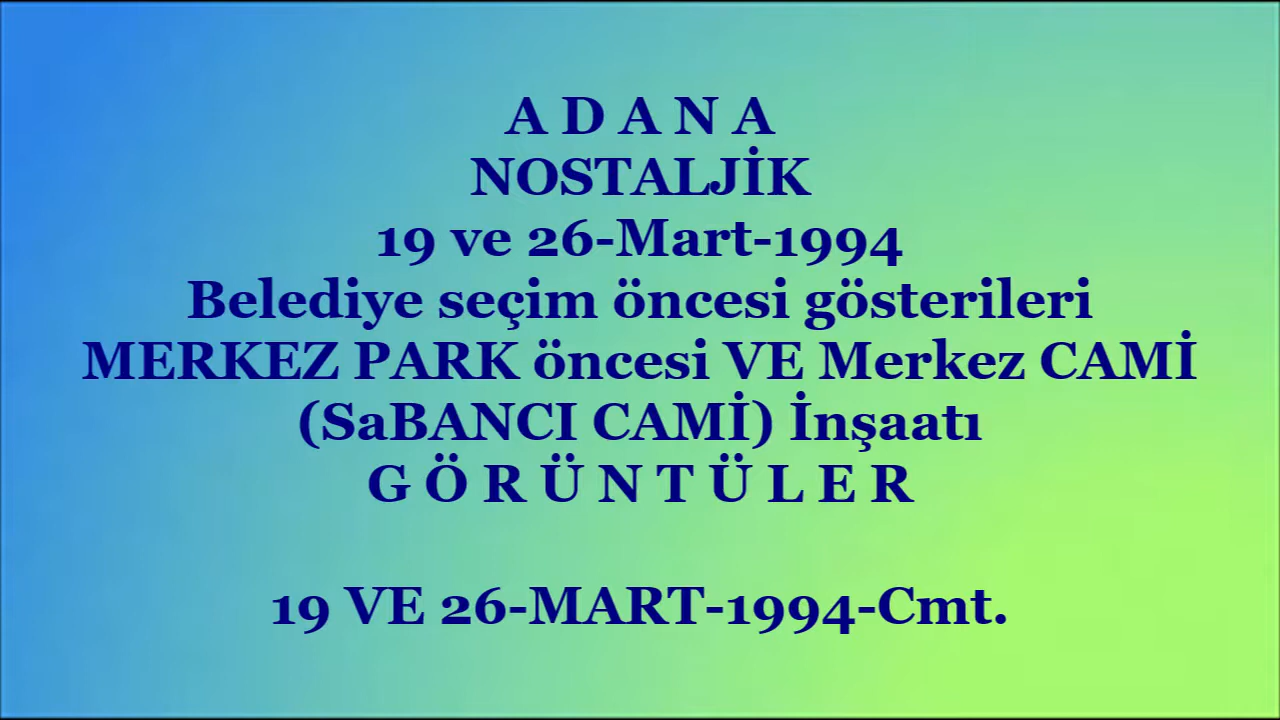 A D A N A
NOSTALJİK
19 ve 26-Mart-1994
Belediye seçim öncesi gösterileri
MERKEZ PARK öncesi VE Merkez CAMİ
(SaBANCI CAMİ) İnşaatı
G Ö R Ü N T Ü L E R
19 VE 26-MART-1994-Cmt.